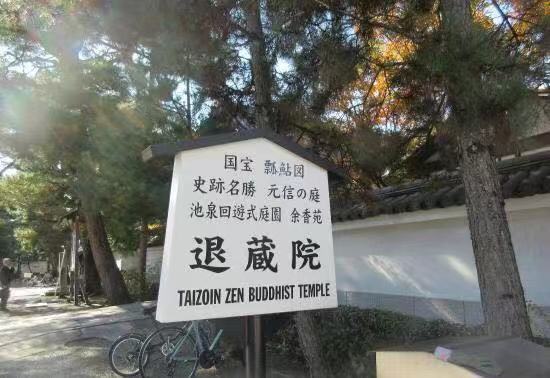 国宝 瓢鮎図
史跡名勝 元信の庭
池泉回遊式庭園 余香苑
退蔵院
TAIZOIN ZEN BUDDHIST TEMPLE